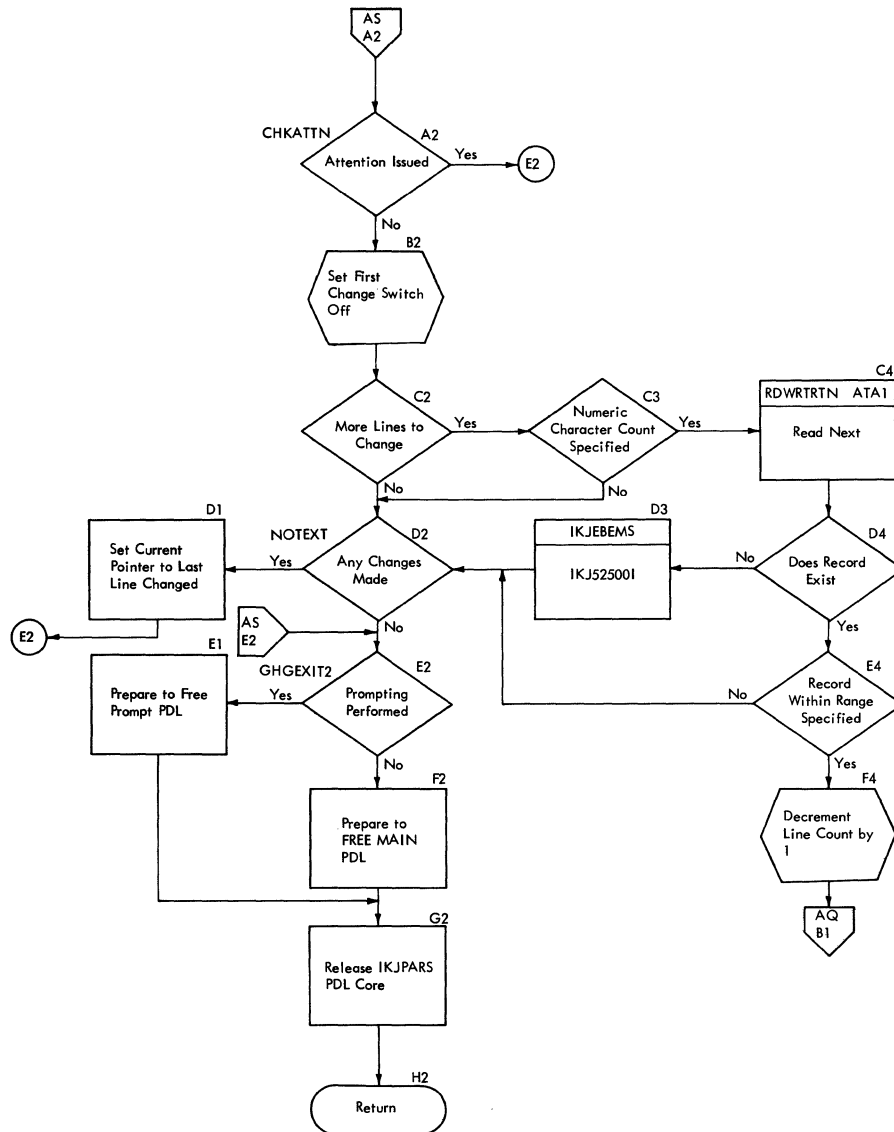 AS
A2
CHKATTN
A2
Attention Issued
Yes
E2
No
B2
Set First
Change Switch
Off
C2
More Lines to
Change
Yes
No
C3
Numeric
Character Count
Specified
Yes
No
C4
RDWRTRTN ATA1
Read Next
D1
Set Current
Pointer to Last
Line Changed
NOTEXT
Yes
D2
Any Changes
Made
No
D3
IKJEBEMS
IKJ52500I
No
D4
Does Record
Exist
Yes
E2
AS
E2
E1
Prepare to Free
Prompt PDL
GHGEXIT2
Yes
E2
Prompting
Performed
No
No
E4
Record
Within Range
Specified
Yes
F2
Prepare to
FREE MAIN
PDL
F4
Decrement
Line Count by
1
AQ
B1
G2
Release IKJPARS
PDL Core
H2
Return